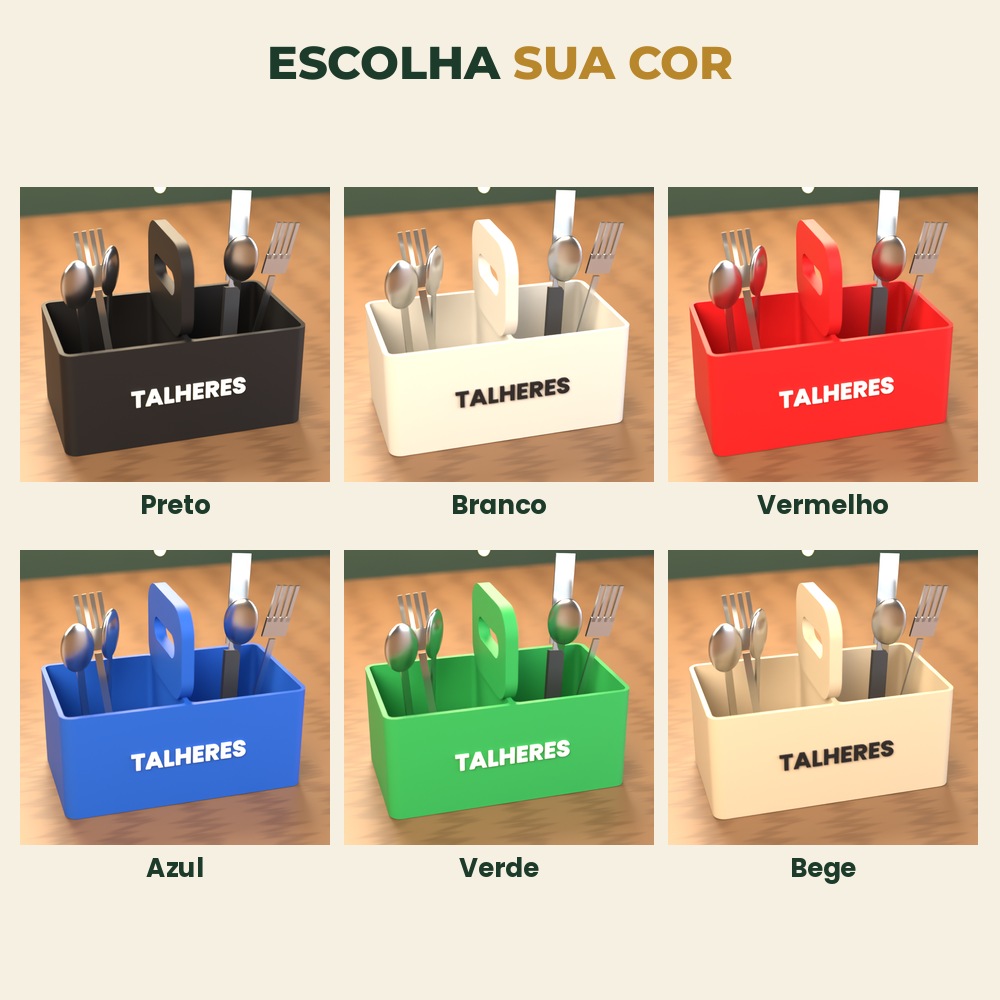 ESCOLHA SUA COR
TALHERES
TALHERES
TALHERES
Preto
Branco
Vermelho
TALHERES
TALHERES
TALHERES
Azul
Verde
Bege